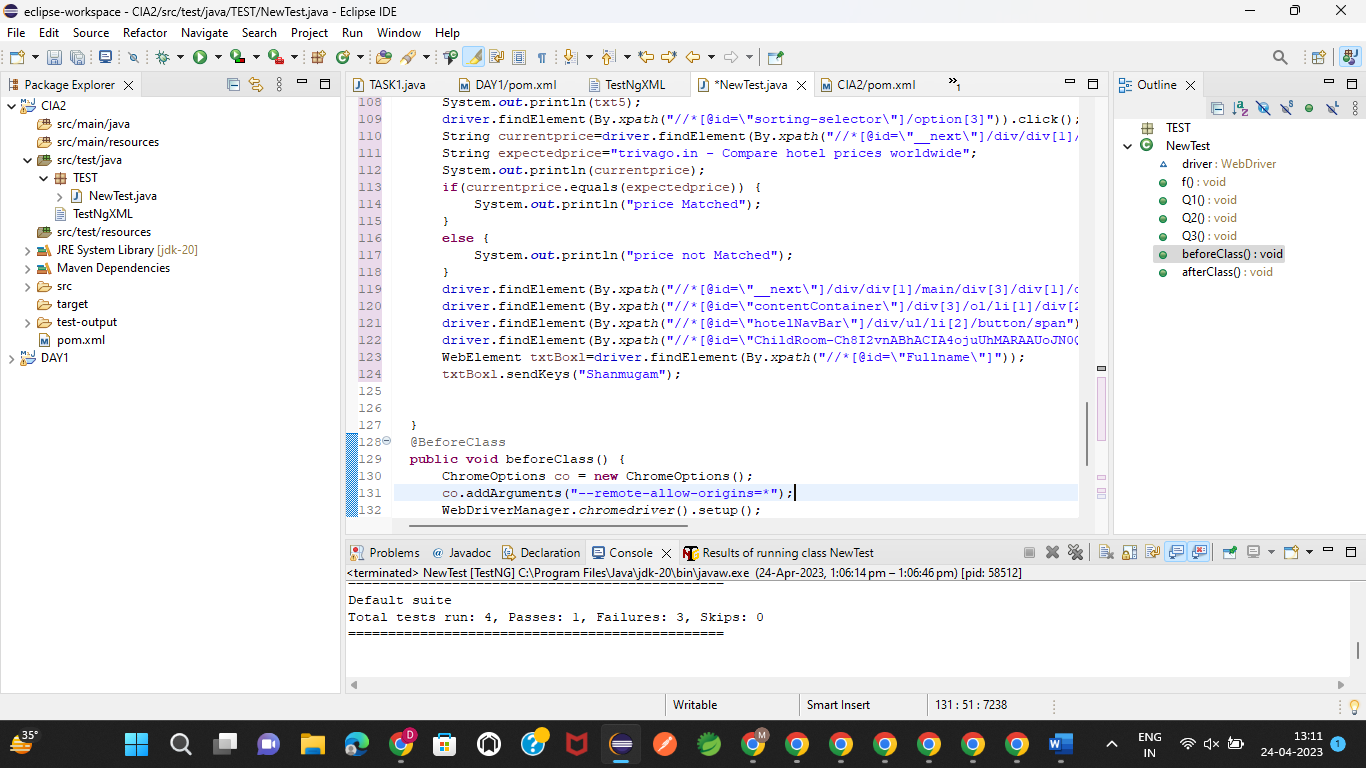 eclipse-workspace - CIA2/src/test/java/TEST/NewTest.java - Eclipse IDE
File Edit Source Refactor Navigate Search Project Run Window Help
Package Explorer
CIA2
src/main/java
src/main/resources
src/test/java
TEST
NewTest.java
TestNgXML
src/test/resources
JRE System Library [jdk-20]
Maven Dependencies
src
target
test-output
pom.xml
DAY1
TASK1.java DAY1/pom.xml TestNgXML *NewTest.java CIA2/pom.xml »1
108 System.out.println(txt5);
109 driver.findElement(By.xpath("//*[@id=\"sorting-selector\"]/option[3]")).click();
110 String currentprice=driver.findElement(By.xpath("//*[@id=\"__next\"]/div/div[1]/
111 String expectedprice="trivago.in - Compare hotel prices worldwide";
112 System.out.println(currentprice);
113 if(currentprice.equals(expectedprice)) {
114 System.out.println("price Matched");
115 }
116 else {
117 System.out.println("price not Matched");
118 }
119 driver.findElement(By.xpath("//*[@id=\"__next\"]/div/div[1]/main/div[3]/div[1]/
120 driver.findElement(By.xpath("//*[@id=\"contentContainer\"]/div[3]/ol/li[1]/div[2
121 driver.findElement(By.xpath("//*[@id=\"hotelNavBar\"]/div/ul/li[2]/button/span")
122
123 WebElement txtBox1=driver.findElement(By.xpath("//*[@id=\"Fullname\"]"));
124 txtBox1.sendKeys("Shanmugam");
125
126
127 }
128 @BeforeClass
129 public void beforeClass() {
130 ChromeOptions co = new ChromeOptions();
131 co.addArguments("--remote-allow-origins=*");
132 WebDriverManager.chromedriver().setup();
Outline
TEST
NewTest
driver : WebDriver
f() : void
Q1() : void
Q2() : void
Q3() : void
beforeClass() : void
afterClass() : void
Problems @ Javadoc Declaration Console Results of running class NewTest
<terminated> NewTest [TestNG] C:\Program Files\Java\jdk-20\bin\javaw.exe (24-Apr-2023, 1:06:14 pm – 1:06:46 pm) [pid: 58512]
===============================================
Default suite
Total tests run: 4, Passes: 1, Failures: 3, Skips: 0
===============================================
Writable Smart Insert 131 : 51 : 7238
35°
D
M
ENG
IN
13:11
24-04-2023
1